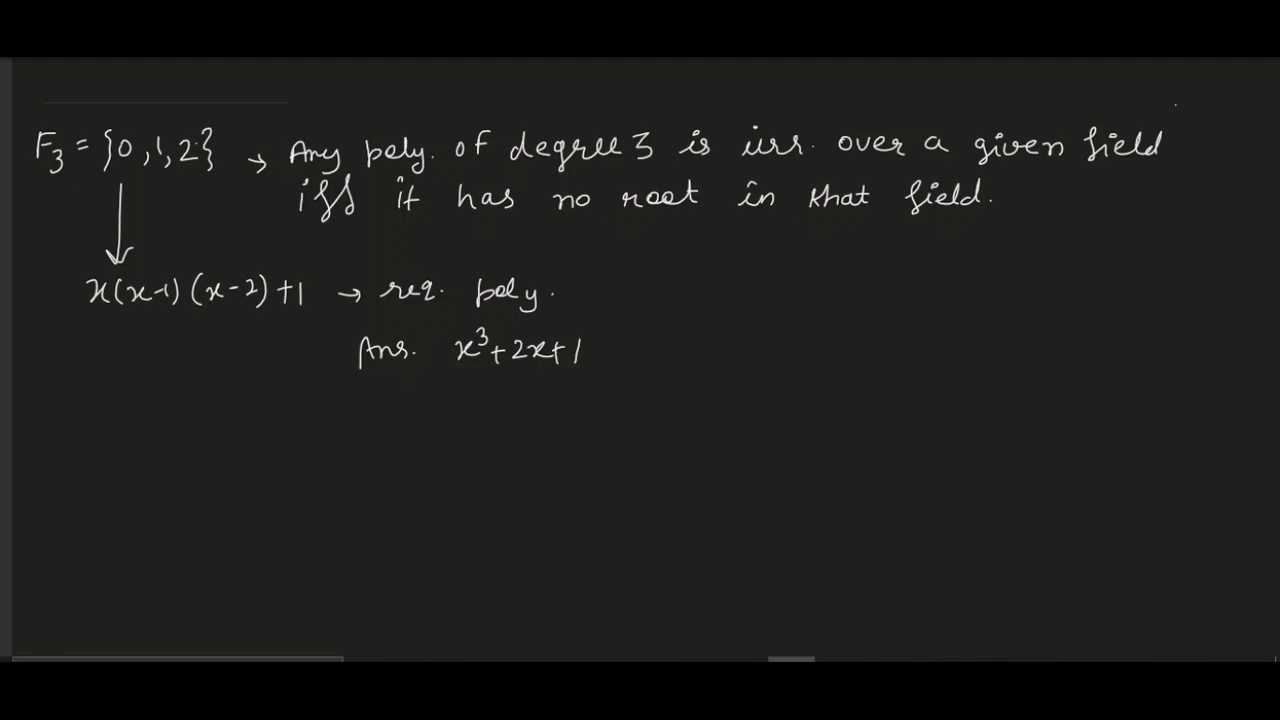 F₃ = {0, 1, 2} → Any poly. of degree 3 is irr. over a given field
iff it has no root in that field.
x(x-1)(x-2)+1 → req. poly.
Ans. x³+2x+1